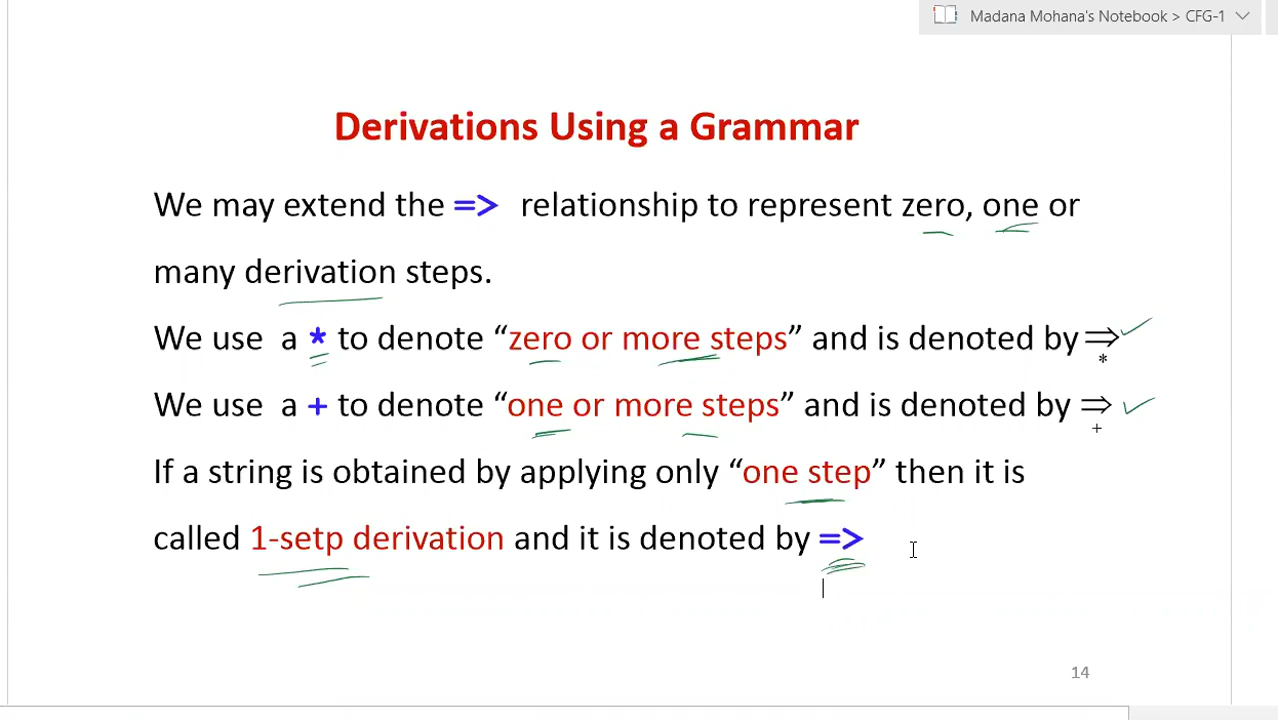 Madana Mohana's Notebook > CFG-1
Derivations Using a Grammar
We may extend the => relationship to represent zero, one or
many derivation steps.
We use a * to denote “zero or more steps” and is denoted by ⇒*
We use a + to denote “one or more steps” and is denoted by ⇒+
If a string is obtained by applying only “one step” then it is
called 1-setp derivation and it is denoted by =>
14